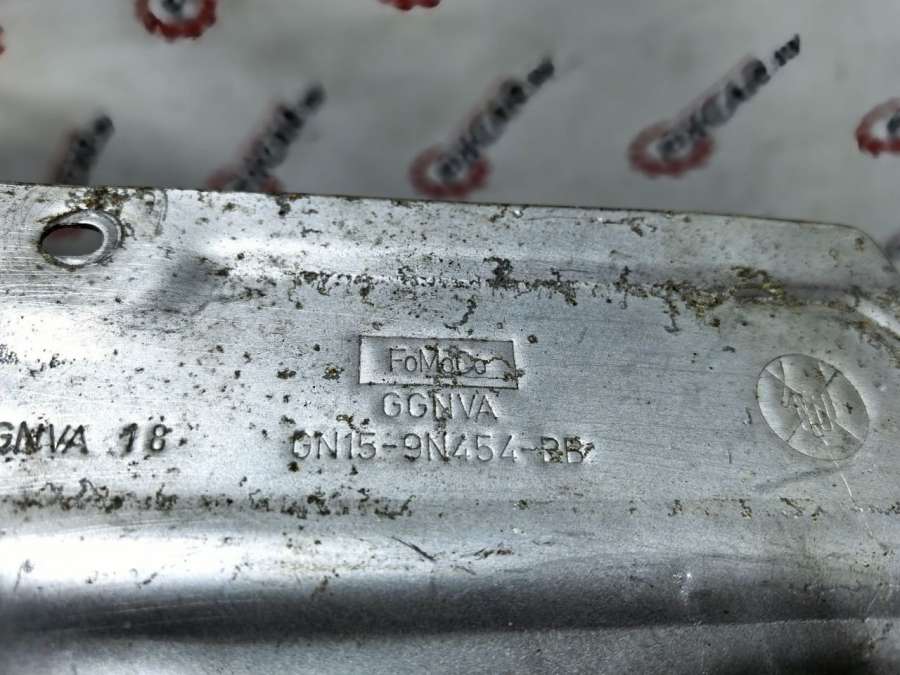 FoMoCo
GGNVA
GNVA 18
GN15-9N454-BB